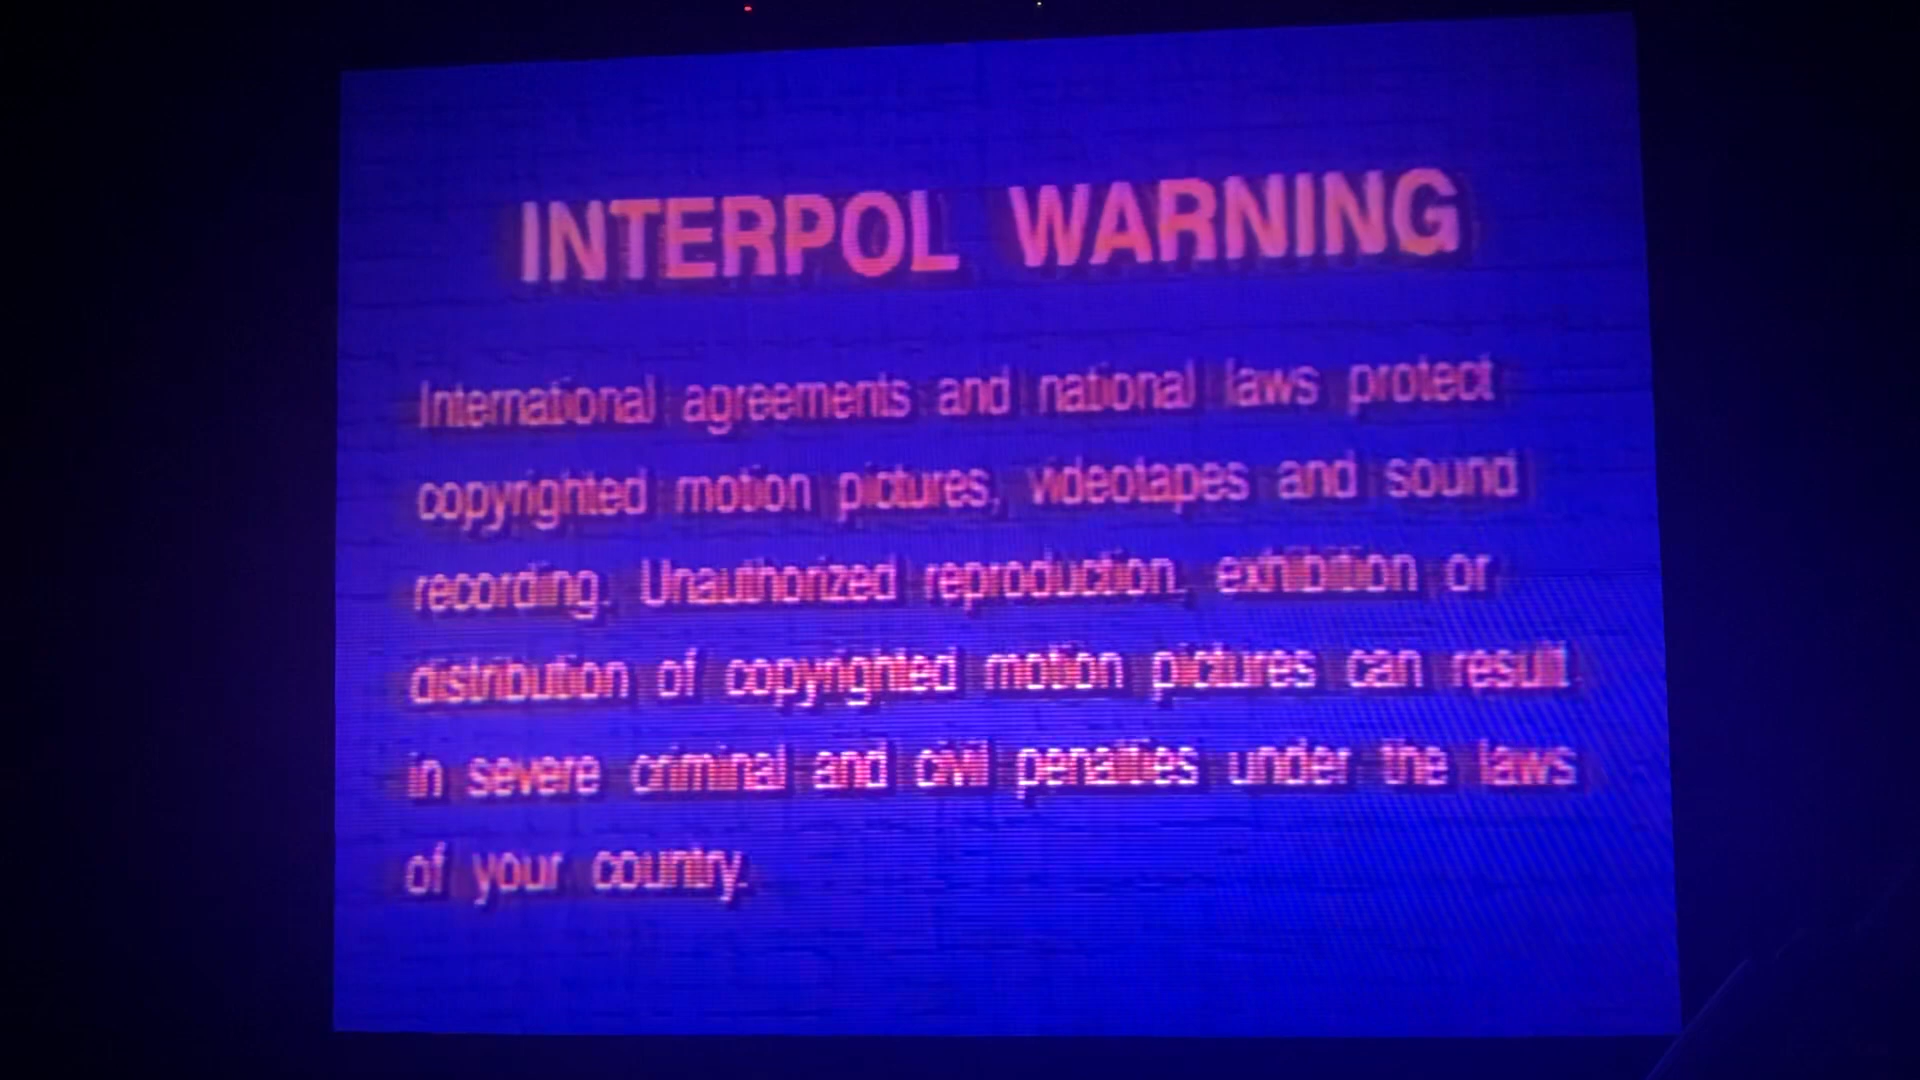 INTERPOL WARNING
International agreements and national laws protect
copyrighted motion pictures, videotapes and sound
recording. Unauthorized reproduction, exhibition or
distribution of copyrighted motion pictures can result
in severe criminal and civil penalties under the laws
of your country.